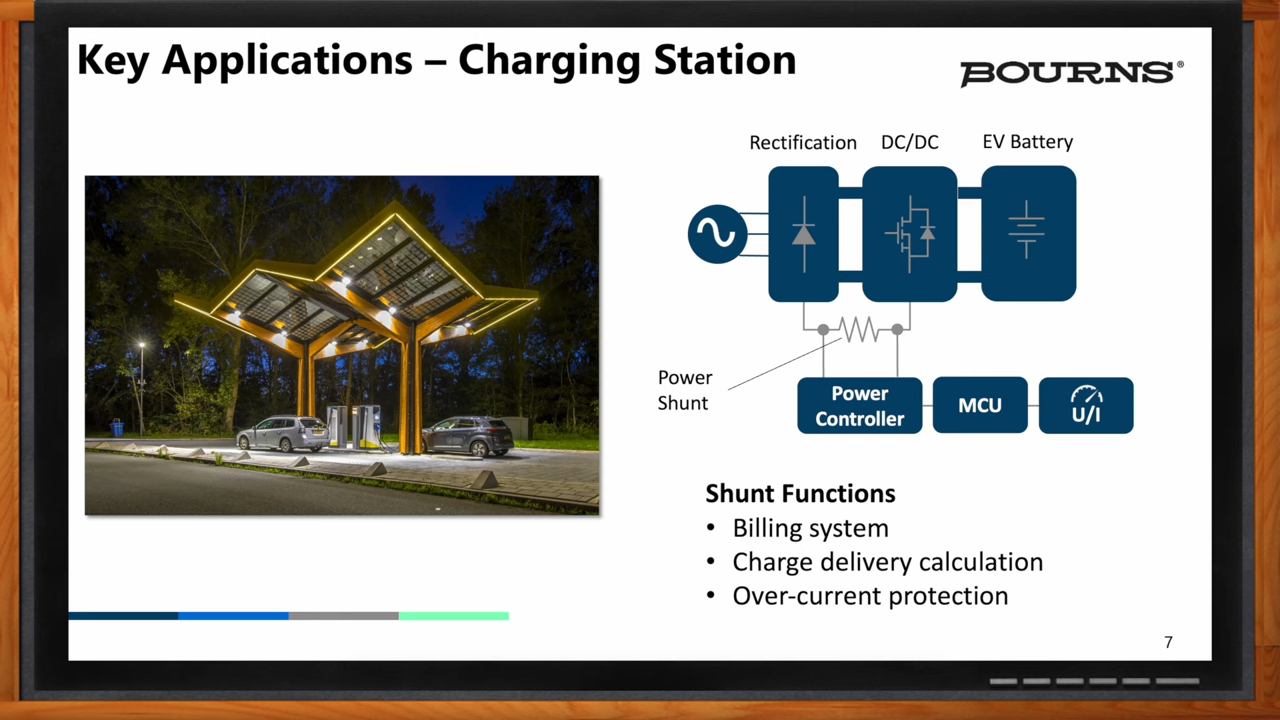 Key Applications – Charging Station
BOURNS®
Rectification
DC/DC
EV Battery
Power
Shunt
Power
Controller
MCU
U/I
Shunt Functions
• Billing system
• Charge delivery calculation
• Over-current protection
7